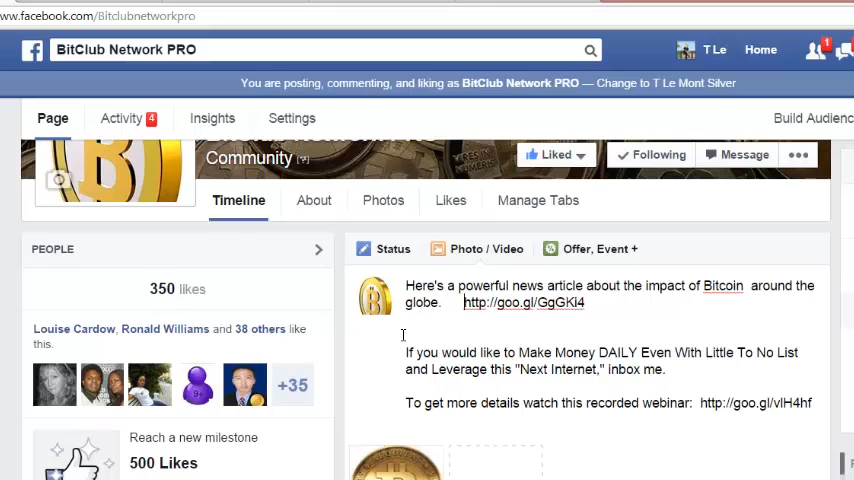 ww.facebook.com/Bitclubnetworkpro
f BitClub Network PRO T Le Home 1
You are posting, commenting, and liking as BitClub Network PRO — Change to T Le Mont Silver
Page Activity 4 Insights Settings Build Audienc
Community [?] Liked Following Message •••
Timeline About Photos Likes Manage Tabs
PEOPLE
350 likes
Louise Cardow, Ronald Williams and 38 others like
this.
+35
Reach a new milestone
500 Likes
Status Photo / Video Offer, Event +
Here's a powerful news article about the impact of Bitcoin around the
globe. http://goo.gl/GgGKi4
If you would like to Make Money DAILY Even With Little To No List
and Leverage this "Next Internet," inbox me.
To get more details watch this recorded webinar: http://goo.gl/vlH4hf